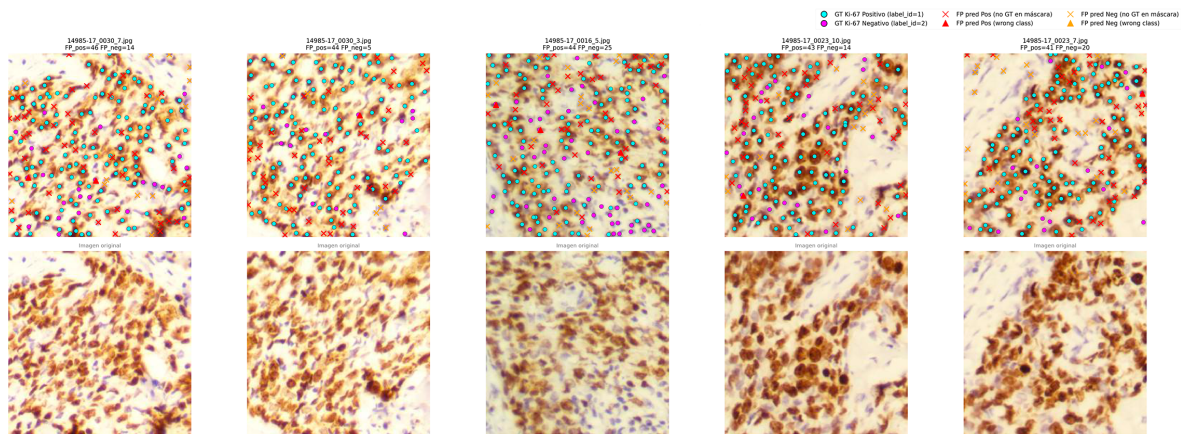 GT Ki-67 Positivo (label_id=1)
GT Ki-67 Negativo (label_id=2)
FP pred Pos (no GT en máscara)
FP pred Pos (wrong class)
FP pred Neg (no GT en máscara)
FP pred Neg (wrong class)
14985-17_0030_7.jpg
FP_pos=46 FP_neg=14
14985-17_0030_3.jpg
FP_pos=44 FP_neg=5
14985-17_0016_5.jpg
FP_pos=44 FP_neg=25
14985-17_0023_10.jpg
FP_pos=43 FP_neg=14
14985-17_0023_7.jpg
FP_pos=41 FP_neg=20
Imagen original
Imagen original
Imagen original
Imagen original
Imagen original